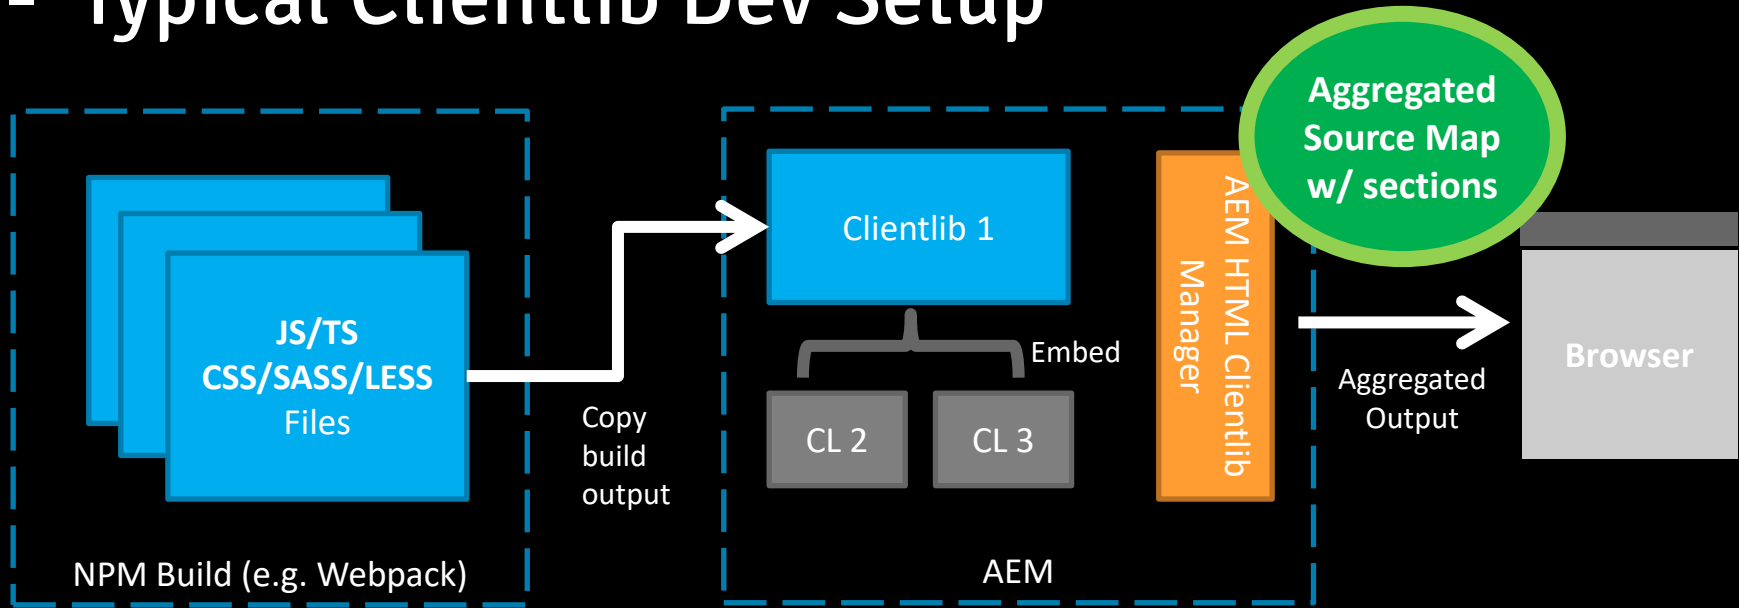 - Typical Clientlib Dev Setup
Aggregated
Source Map
w/ sections
JS/TS
CSS/SASS/LESS
Files
NPM Build (e.g. Webpack)
Copy
build
output
Clientlib 1
Embed
CL 2
CL 3
AEM
AEM HTML Clientlib
Manager
Aggregated
Output
Browser